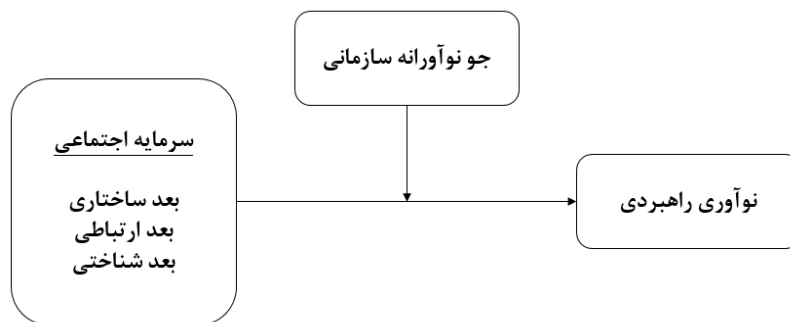 جو نوآورانه سازمانی
سرمایه اجتماعی
بعد ساختاری
بعد ارتباطی
بعد شناختی
نوآوری راهبردی